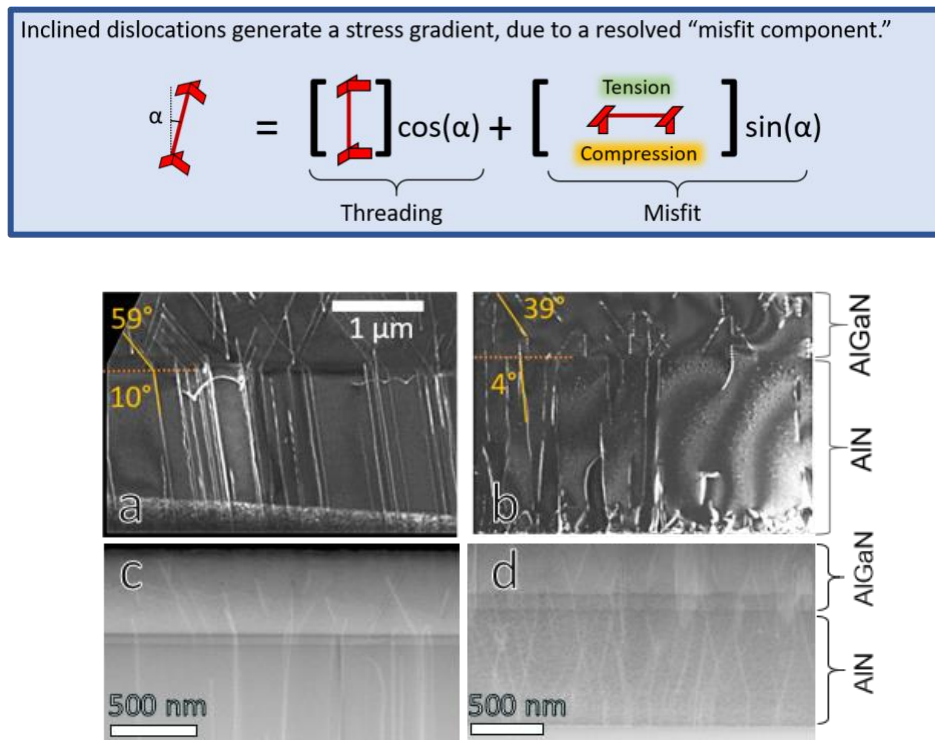 Inclined dislocations generate a stress gradient, due to a resolved “misfit component.”
α
=
[ ] cos(α) + [ Tension Compression ] sin(α)
Threading
Misfit
59°
10°
1 μm
a
39°
4°
b
AlGaN
AlN
c
500 nm
d
500 nm
AlGaN
AlN